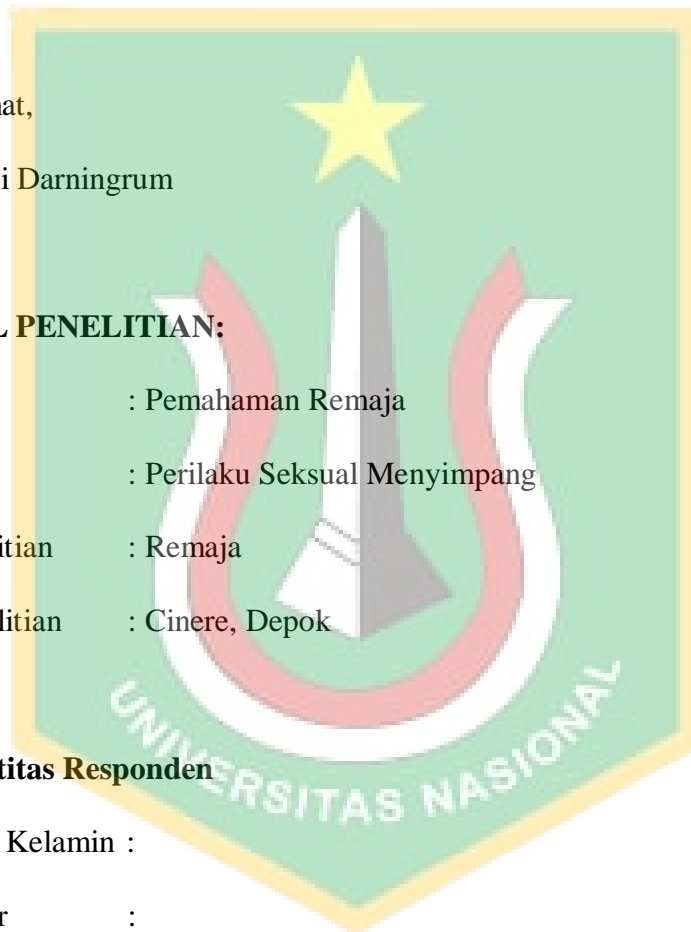 at,
i Darningrum
PENELITIAN:
: Pemahaman Remaja
: Perilaku Seksual Menyimpang
itian : Remaja
litian : Cinere, Depok
titas Responden
Kelamin :
r :
UNIVERSITAS NASIONAL